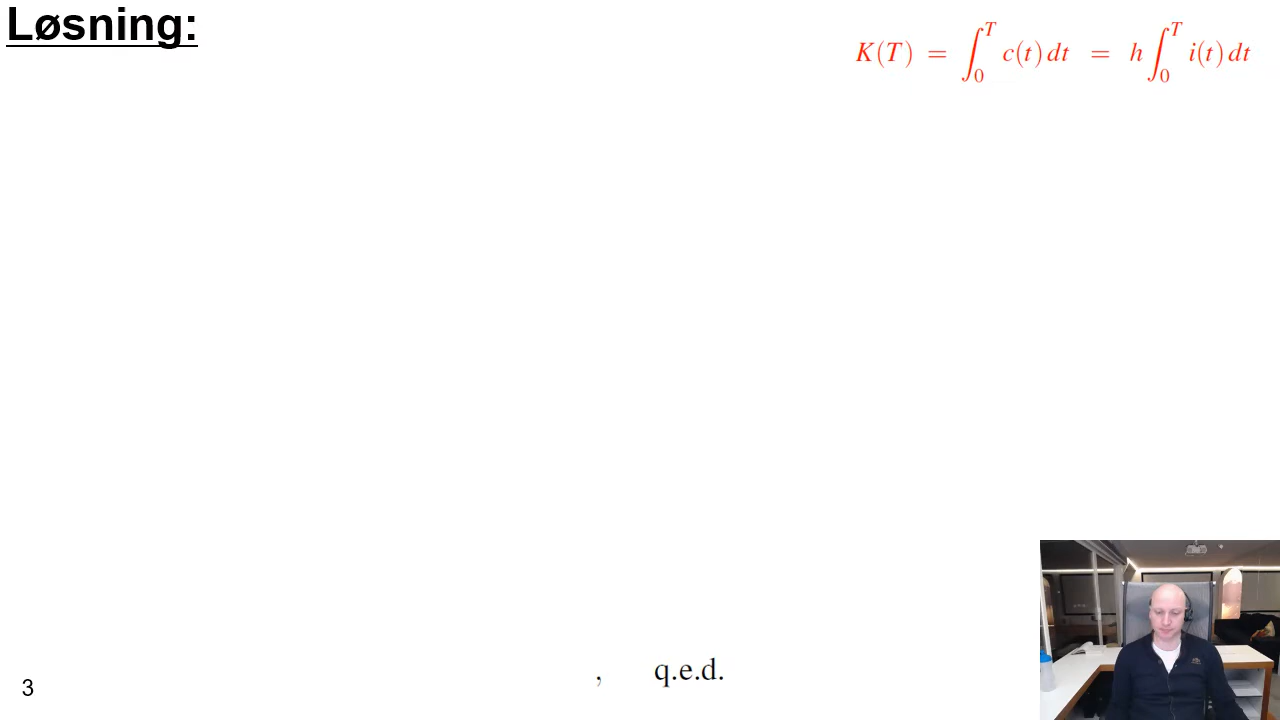 Løsning:
K(T) = ∫₀ᵀ c(t) dt = h ∫₀ᵀ i(t) dt
, q.e.d.
3